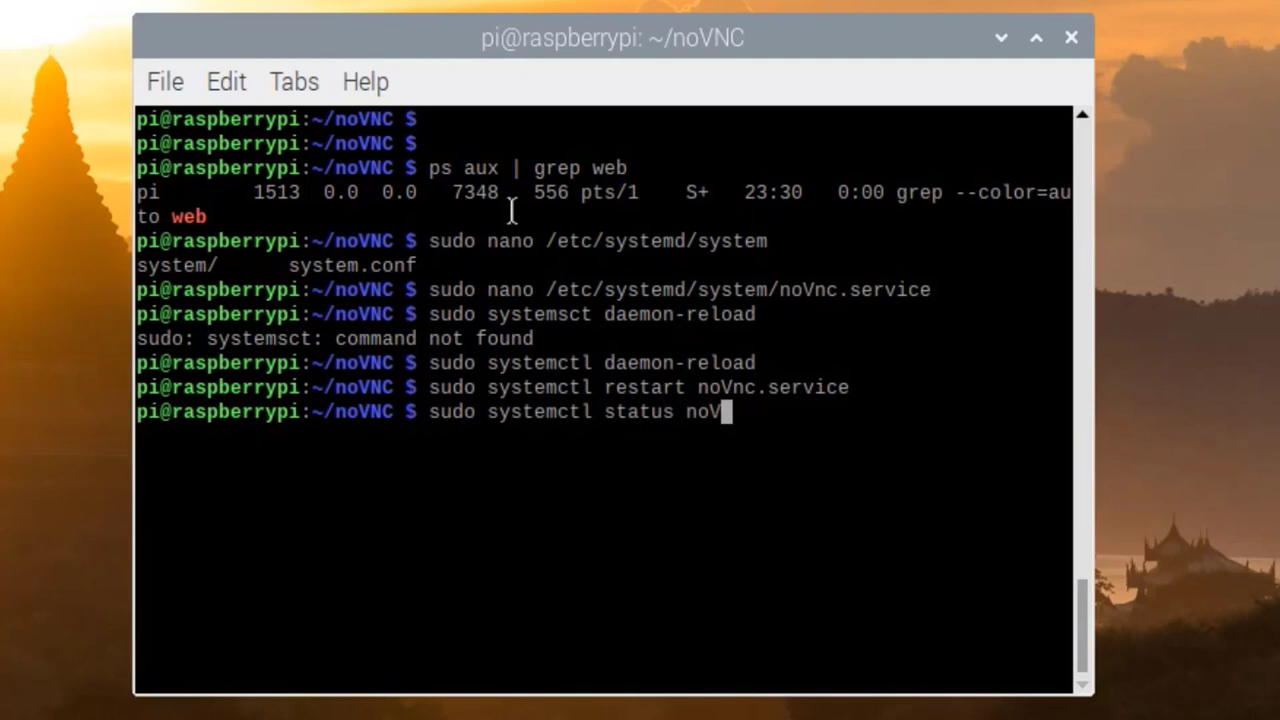 pi@raspberrypi: ~/noVNC
File Edit Tabs Help
pi@raspberrypi:~/noVNC $
pi@raspberrypi:~/noVNC $
pi@raspberrypi:~/noVNC $ ps aux | grep web
pi 1513 0.0 0.0 7348 556 pts/1 S+ 23:30 0:00 grep --color=au
to web
pi@raspberrypi:~/noVNC $ sudo nano /etc/systemd/system
system/ system.conf
pi@raspberrypi:~/noVNC $ sudo nano /etc/systemd/system/noVnc.service
pi@raspberrypi:~/noVNC $ sudo systemsct daemon-reload
sudo: systemsct: command not found
pi@raspberrypi:~/noVNC $ sudo systemctl daemon-reload
pi@raspberrypi:~/noVNC $ sudo systemctl restart noVnc.service
pi@raspberrypi:~/noVNC $ sudo systemctl status noV